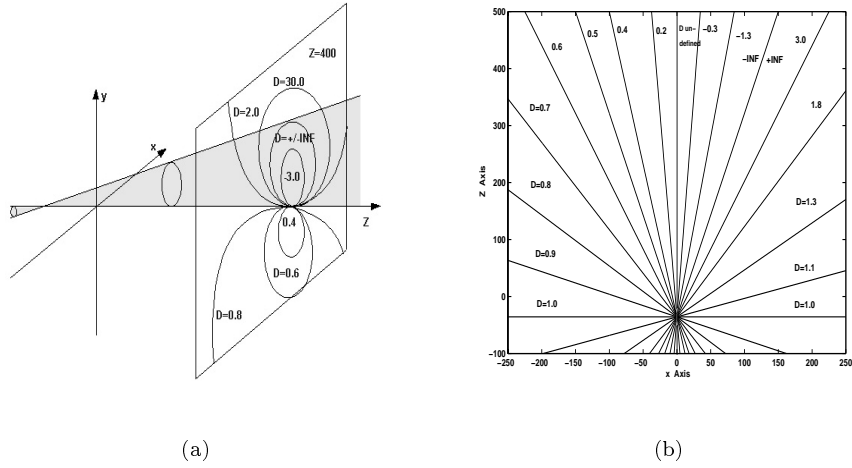 y
Z=400
D=30.0
D=2.0
D=+/-INF
x
-3.0
Z
0.4
D=0.6
D=0.8
(a)
500
400
300
200
100
0
−100
Z Axis
0.6
0.5
0.4
0.2
D un−
defined
−0.3
−1.3
−INF
+INF
3.0
D=0.7
1.8
D=0.8
D=1.3
D=0.9
D=1.1
D=1.0
D=1.0
−250 −200 −150 −100 −50 0 50 100 150 200 250
x Axis
(b)